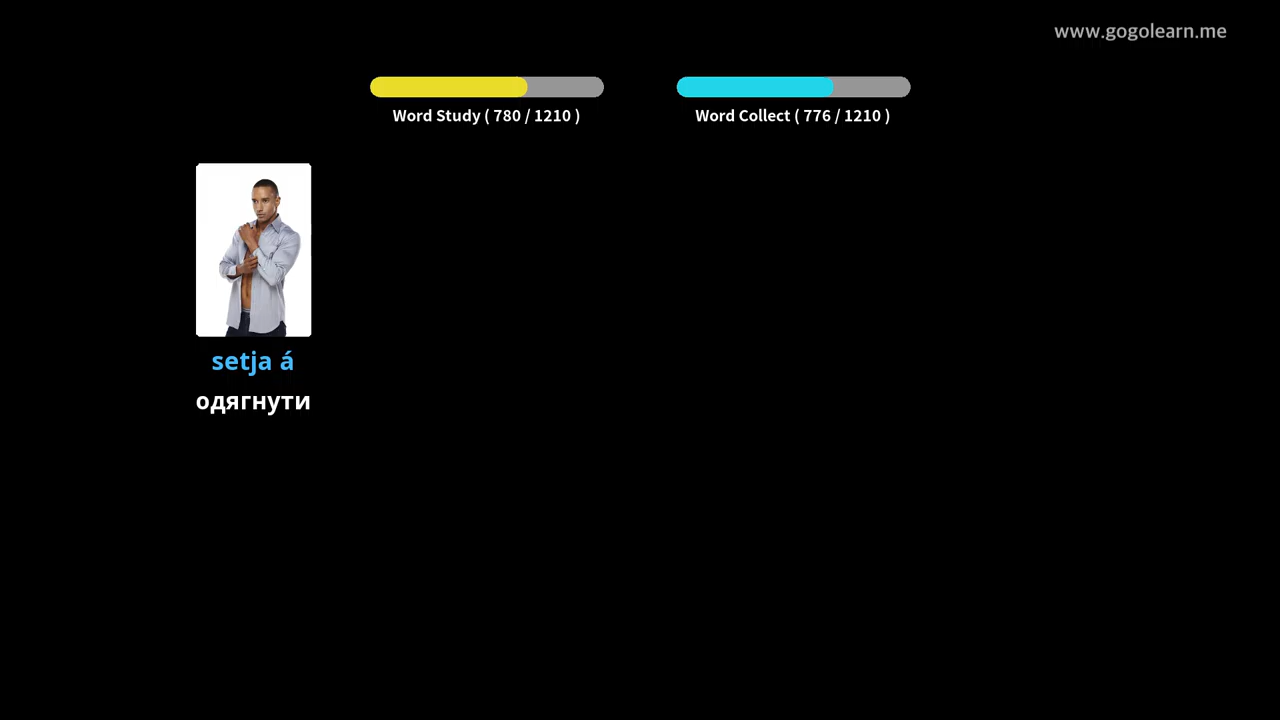 www.gogolearn.me
Word Study ( 780 / 1210 )
Word Collect ( 776 / 1210 )
setja á
одягнути